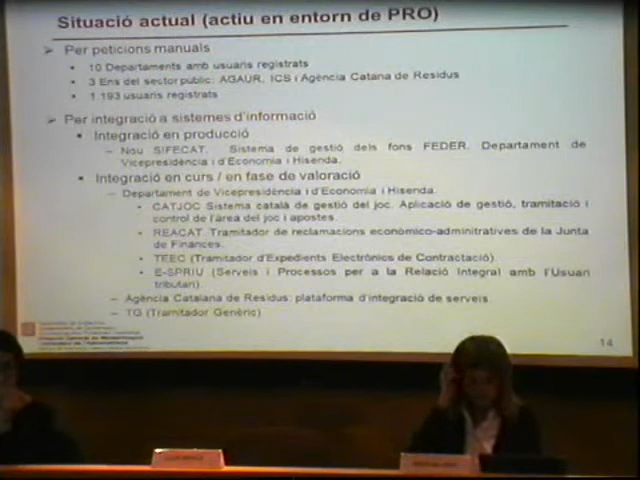 Situació actual (actiu en entorn de PRO)
Per peticions manuals
10 Departaments amb usuaris registrats
3 Ens del sector públic: AGAUR, ICS i Agència Catana de Residus
1.193 usuaris registrats
Per integració a sistemes d'informació
Integració en producció
– Nou SIFECAT. Sistema de gestió dels fons FEDER. Departament de
Vicepresidència i d'Economia i Hisenda.
Integració en curs / en fase de valoració
– Departament de Vicepresidència i d'Economia i Hisenda.
CATJOC Sistema català de gestió del joc. Aplicació de gestió, tramitació i
control de l'àrea del joc i apostes.
REACAT. Tramitador de reclamacions econòmico-adminitratives de la Junta
de Finances.
TEEC (Tramitador d'Expedients Electrònics de Contractació)
E-SPRIU (Serveis i Processos per a la Relació Integral amb l'Usuari
tributari)
– Agència Catalana de Residus: plataforma d'integració de serveis
– TG (Tramitador Genèric)
14